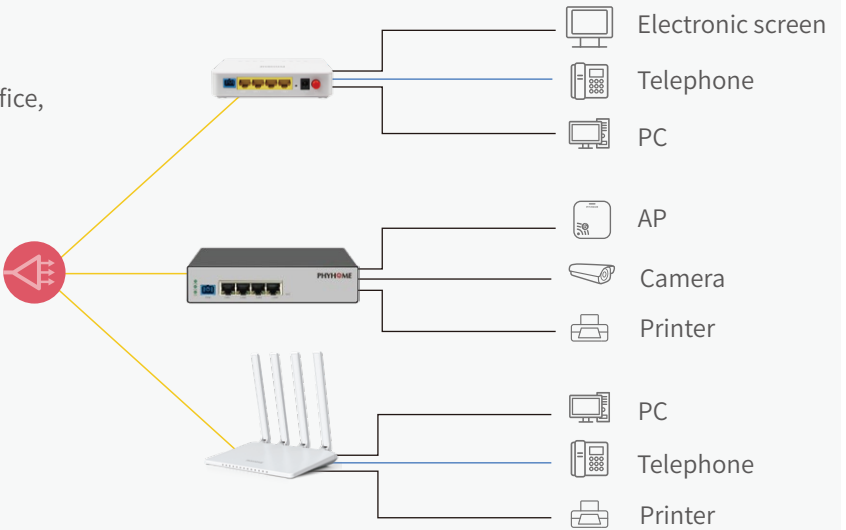 Electronic screen
Telephone
fice,
PC
AP
PHYHOME
Camera
Printer
PC
Telephone
Printer